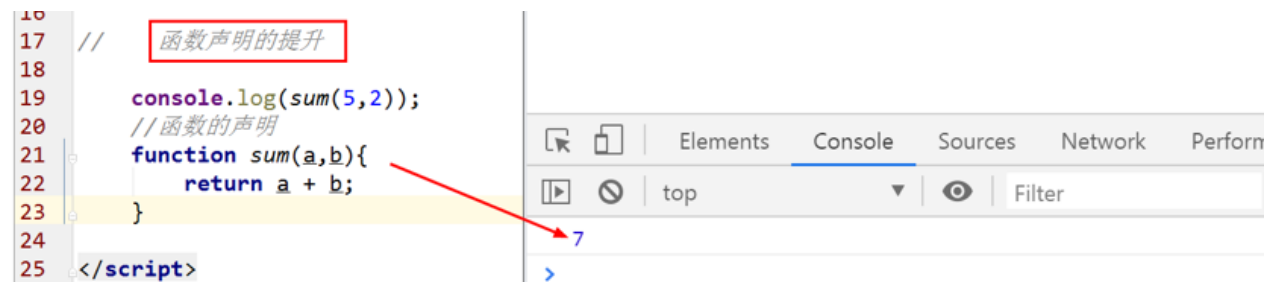 16
17 // 函数声明的提升
18
19 console.log(sum(5,2));
20 //函数的声明
21 function sum(a,b){
22 return a + b;
23 }
24
25 </script>
Elements Console Sources Network Perform
top Filter
7
>